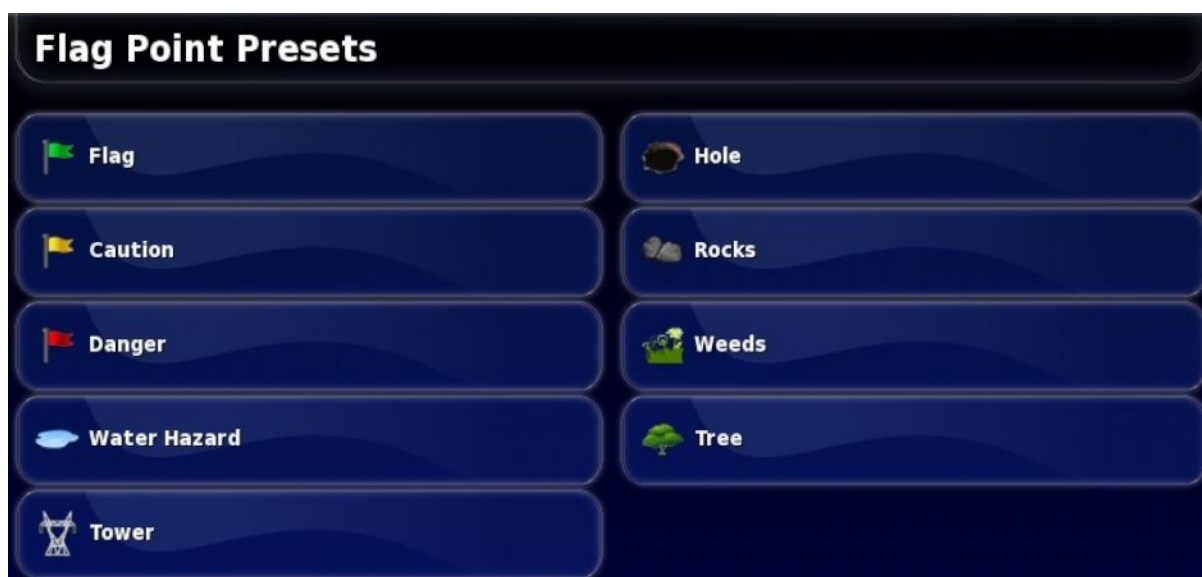 Flag Point Presets
Flag
Hole
Caution
Rocks
Danger
Weeds
Water Hazard
Tree
Tower